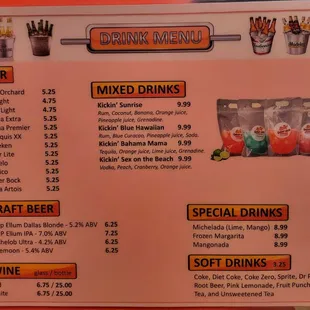 DRINK MENU
Orchard 5.25
ght 4.75
Light 4.75
a Extra 5.25
na Premier 5.25
quis XX 5.25
eken 5.25
r Lite 5.25
elo 5.25
ico 5.25
er Bock 5.25
a Artois 5.25
MIXED DRINKS
Kickin' Sunrise 9.99
Rum, Coconut, Banana, Orange juice,
Pineapple juice, Grenadine.
Kickin' Blue Hawaiian 9.99
Rum, Blue Curacao, Pineapple juice, Soda.
Kickin' Bahama Mama 9.99
Tequila, Orange juice, Lime juice, Grenadine.
Kickin' Sex on the Beach 9.99
Vodka, Peach, Cranberry, Orange juice.
RAFT BEER
p Ellum Dallas Blonde - 5.2% ABV 6.25
P Ellum IPA - 7.0% ABV 7.25
chelob Ultra - 4.2% ABV 6.25
emoon - 5.4% ABV 6.25
WINE glass / bottle
6.75 / 25.00
ite 6.75 / 25.00
SPECIAL DRINKS
Michelada (Lime, Mango) 8.99
Frozen Margarita 8.99
Mangonada 8.99
SOFT DRINKS 3.25
Coke, Diet Coke, Coke Zero, Sprite, Dr P
Root Beer, Pink Lemonade, Fruit Punch
Tea, and Unsweetened Tea